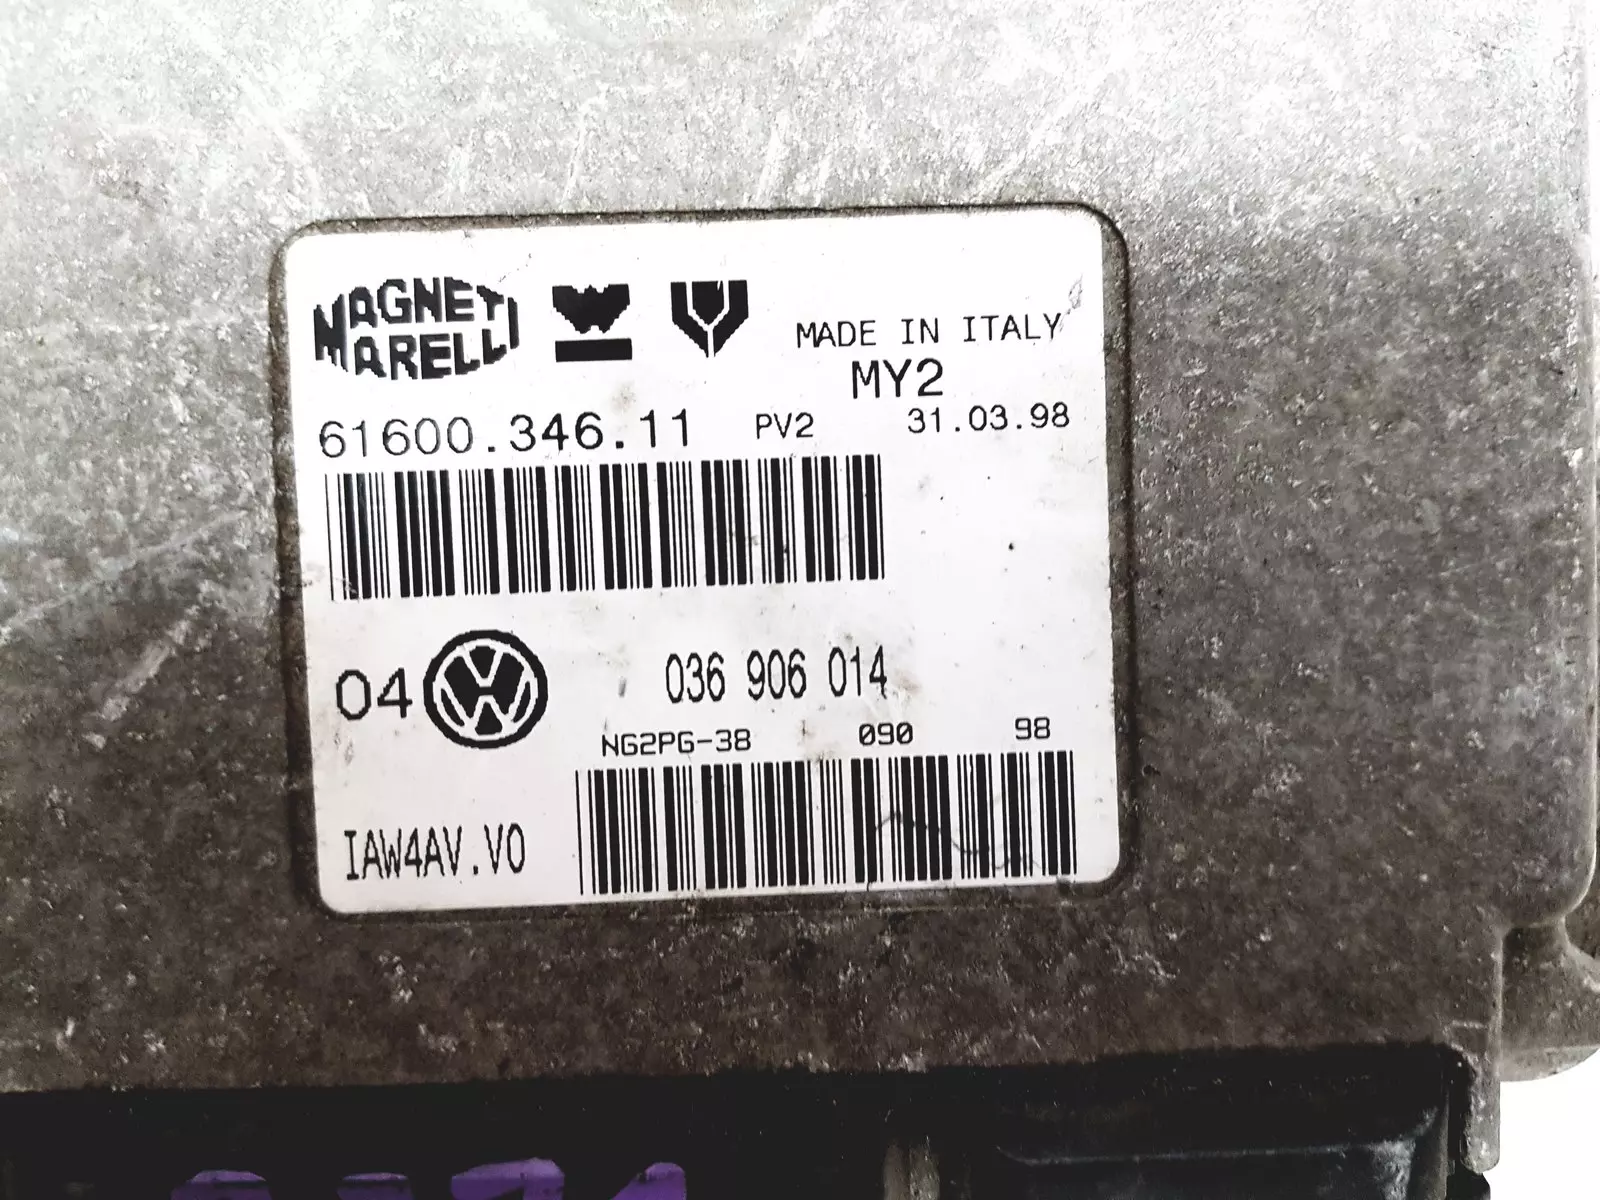 MAGNETI
MARELLI
MADE IN ITALY
MY2
61600.346.11 PV2 31.03.98
04 036 906 014
NG2PG-38 090 98
IAW4AV.V0